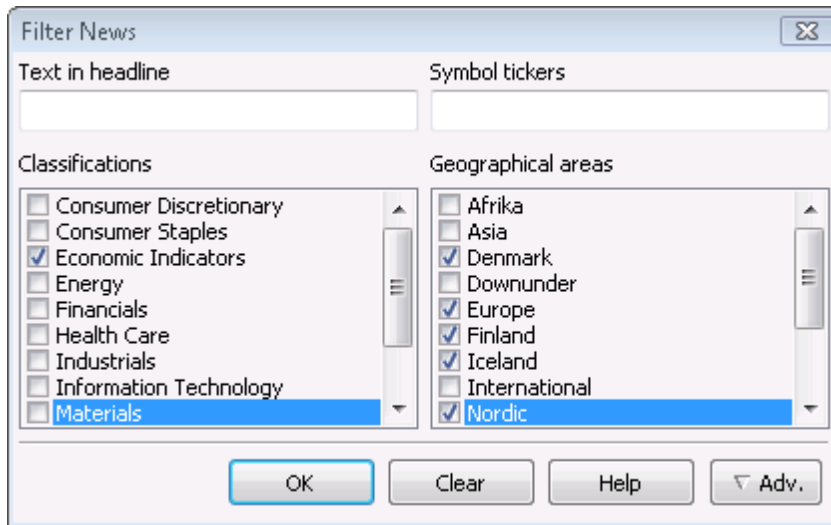 Filter News
Text in headline
Symbol tickers
Classifications
Consumer Discretionary
Consumer Staples
Economic Indicators
Energy
Financials
Health Care
Industrials
Information Technology
Materials
Geographical areas
Afrika
Asia
Denmark
Downunder
Europe
Finland
Iceland
International
Nordic
OK
Clear
Help
Adv.